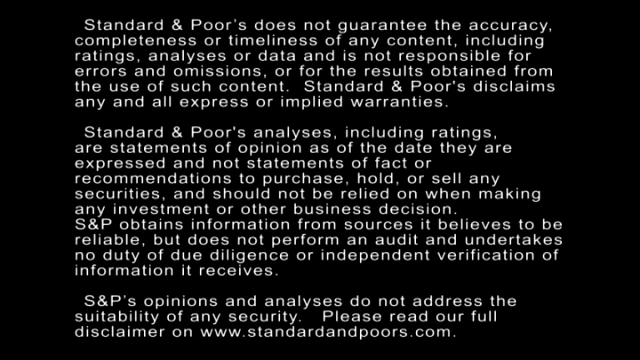 Standard & Poor's does not guarantee the accuracy,
completeness or timeliness of any content, including
ratings, analyses or data and is not responsible for
errors and omissions, or for the results obtained from
the use of such content.  Standard & Poor's disclaims
any and all express or implied warranties.
Standard & Poor's analyses, including ratings,
are statements of opinion as of the date they are
expressed and not statements of fact or
recommendations to purchase, hold, or sell any
securities, and should not be relied on when making
any investment or other business decision.
S&P obtains information from sources it believes to be
reliable, but does not perform an audit and undertakes
no duty of due diligence or independent verification of
information it receives.
S&P's opinions and analyses do not address the
suitability of any security.   Please read our full
disclaimer on www.standardandpoors.com.